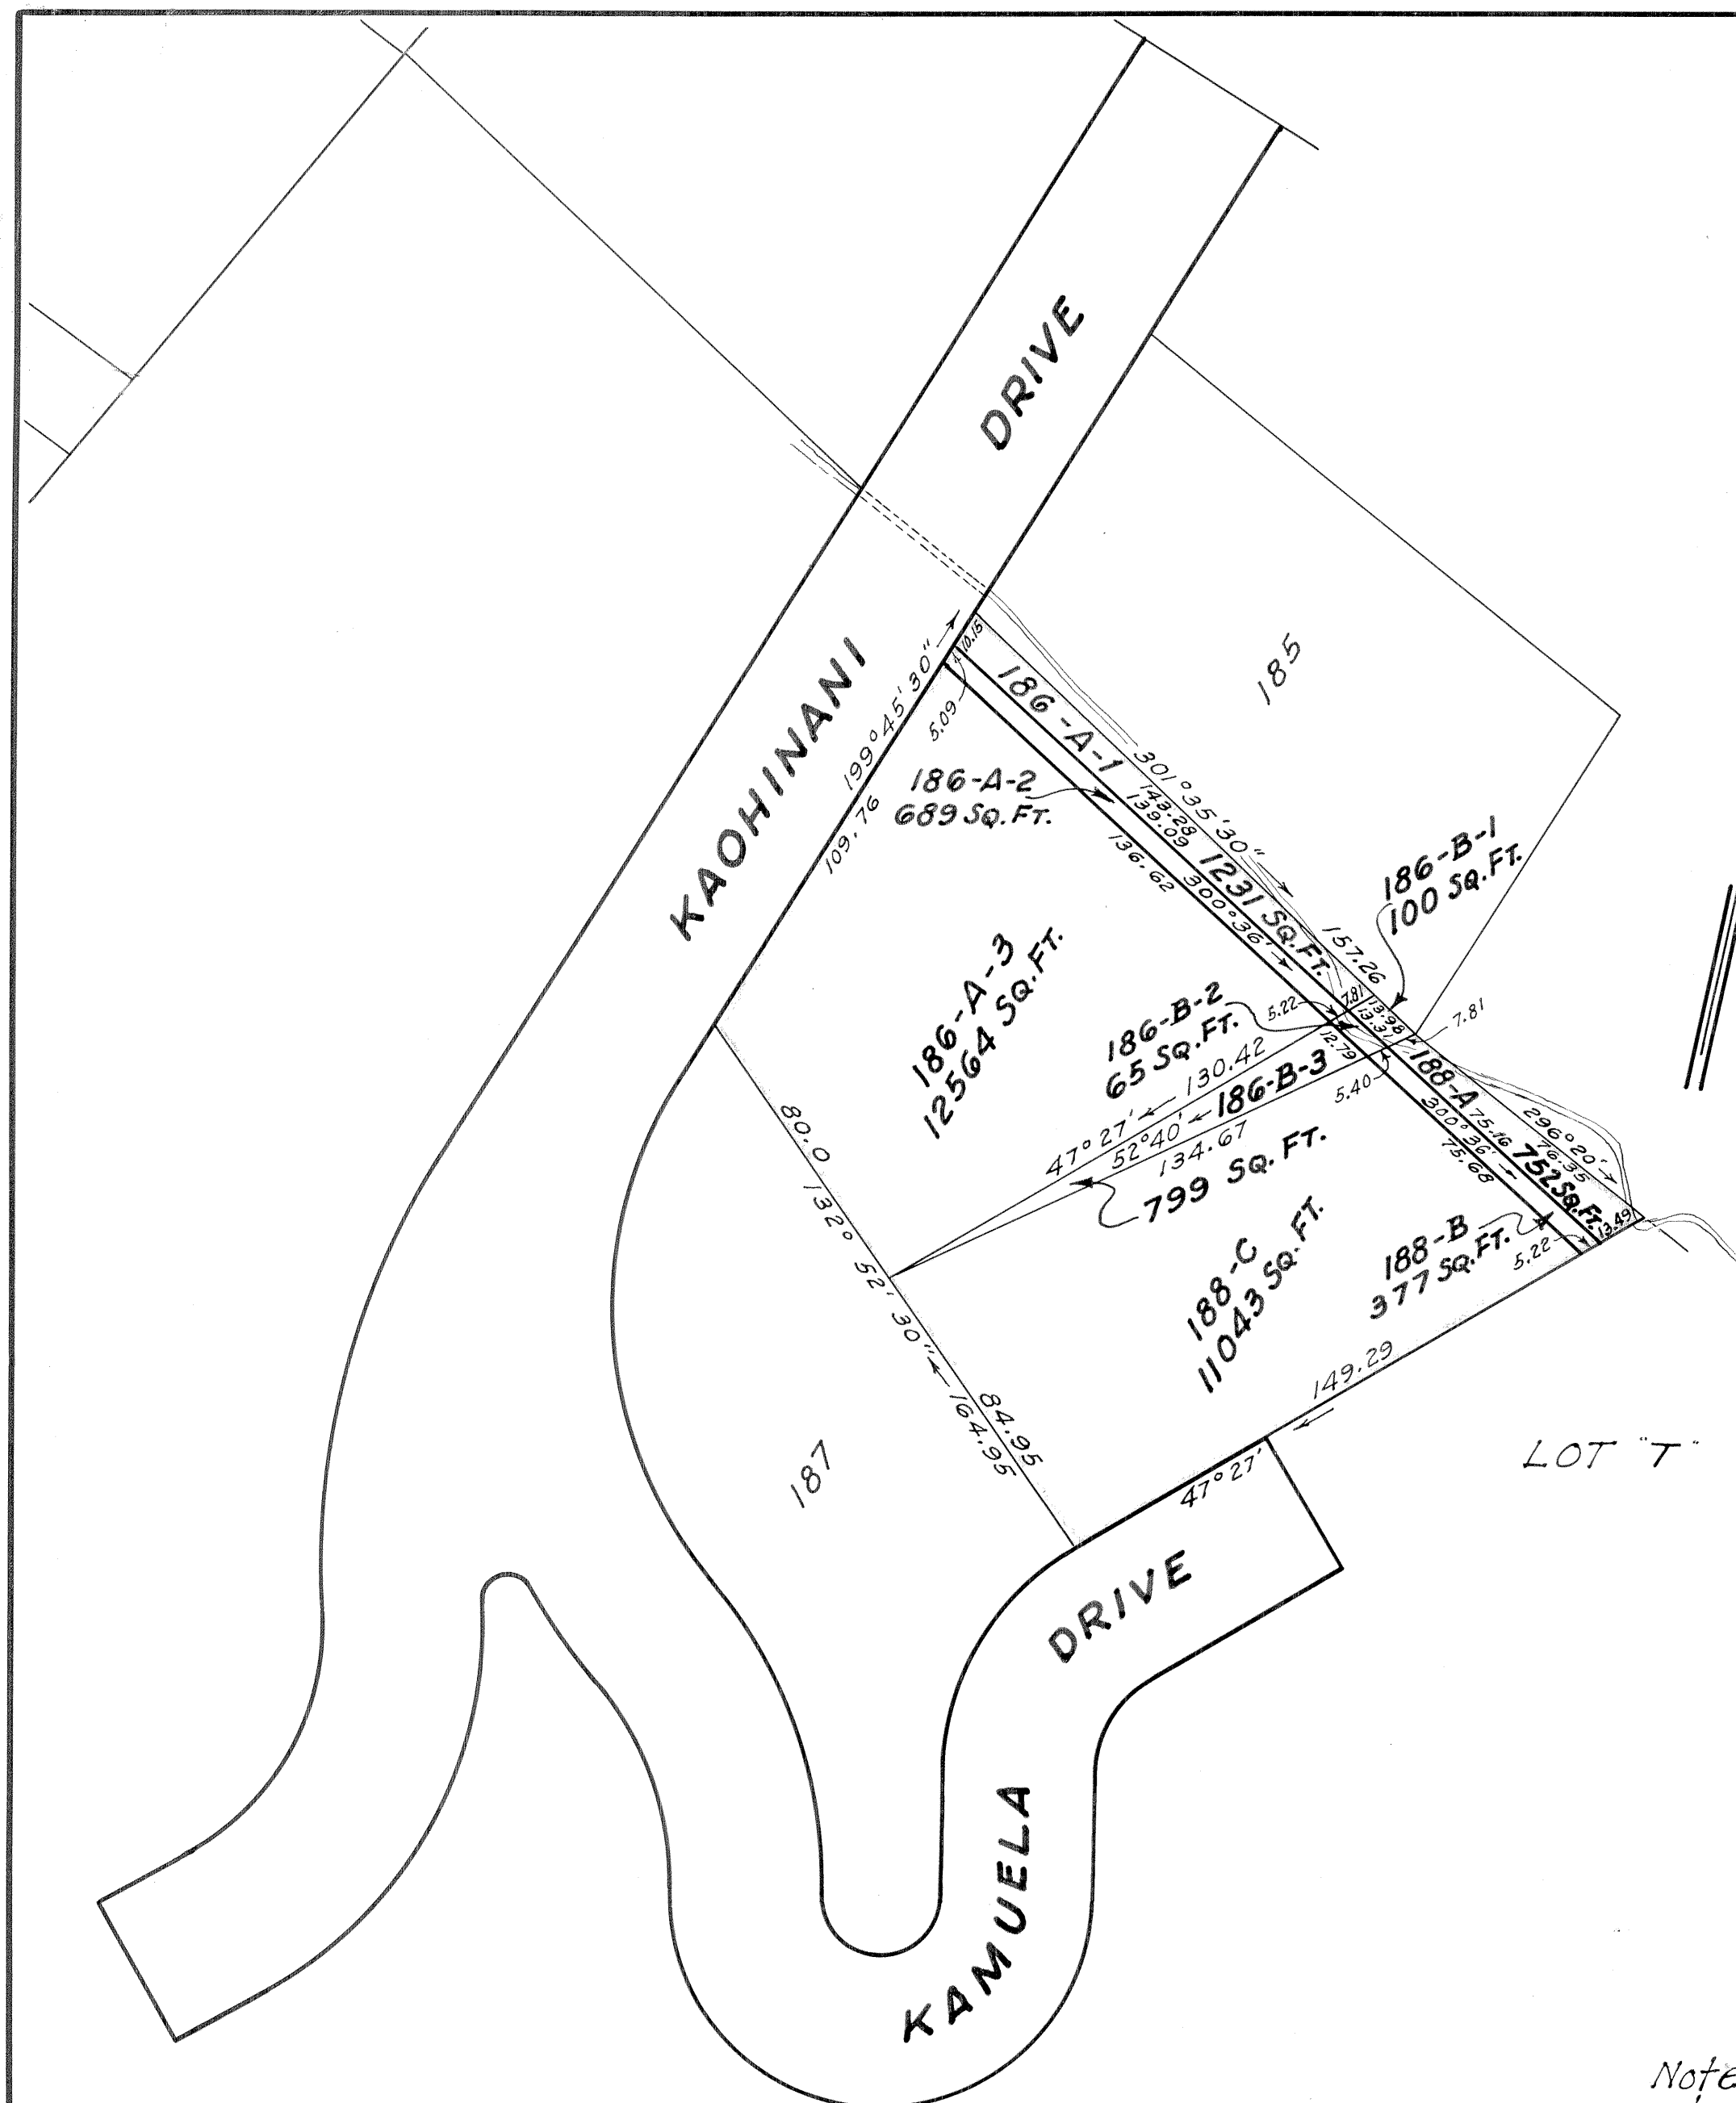 DRIVE
KAOHINANI
185
10.15
199°45'30"
109.76
5.09
186-A-1
1231 SQ.FT.
301°35'30"
143.28
139.09
186-A-2
689 SQ.FT.
136.62
300°36'
157.26
186-B-1
100 SQ.FT.
186-A-3
12564 SQ.FT.
186-B-2
65 SQ.FT.
5.22
7.81
13.98
13.37
7.81
12.79
5.40
47°27'
130.42
52°40'
186-B-3
134.67
799 SQ. FT.
188-A
752 SQ.FT.
75.16
296°20'
76.35
300°36'
75.68
13.49
188-B
377 SQ.FT.
5.22
188-C
11043 SQ.FT.
80.0
132° 52' 30"
84.95
164.95
149.29
47°27'
187
LOT "T"
DRIVE
KAMUELA
Note